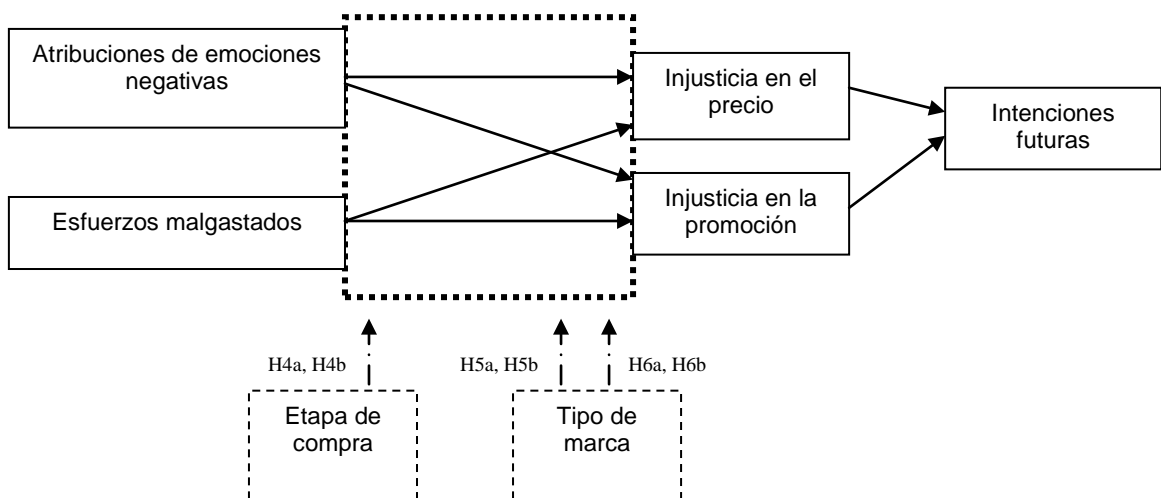 Atribuciones de emociones
negativas
Injusticia en el
precio
Intenciones
futuras
Esfuerzos malgastados
Injusticia en la
promoción
H4a, H4b
H5a, H5b
H6a, H6b
Etapa de
compra
Tipo de
marca